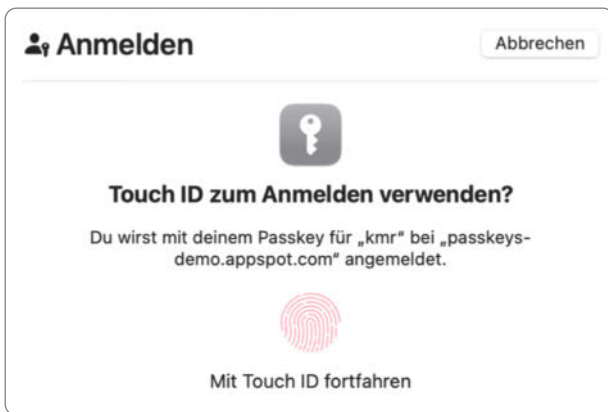 Anmelden
Abbrechen
Touch ID zum Anmelden verwenden?
Du wirst mit deinem Passkey für „kmr“ bei „passkeys-
demo.appspot.com“ angemeldet.
Mit Touch ID fortfahren